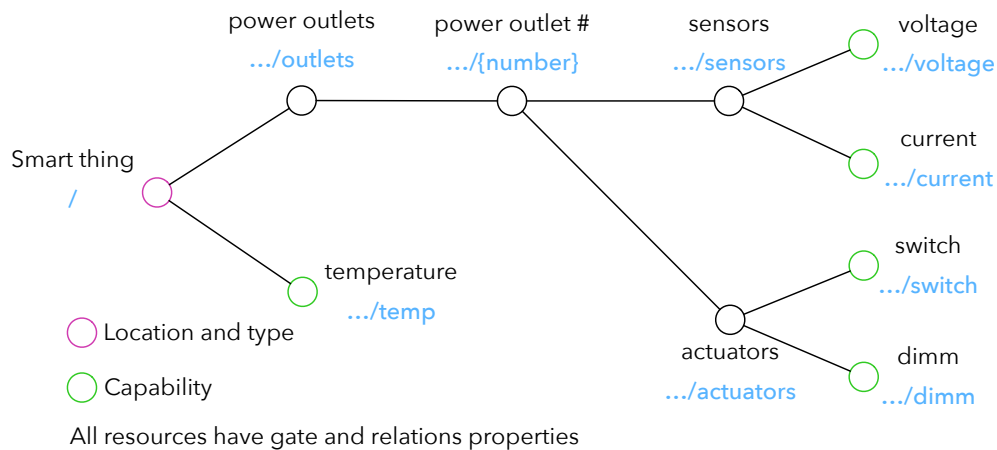 power outlets
…/outlets
power outlet #
…/{number}
sensors
…/sensors
voltage
…/voltage
current
…/current
Smart thing
/
temperature
…/temp
switch
…/switch
actuators
…/actuators
dimm
…/dimm
Location and type
Capability
All resources have gate and relations properties